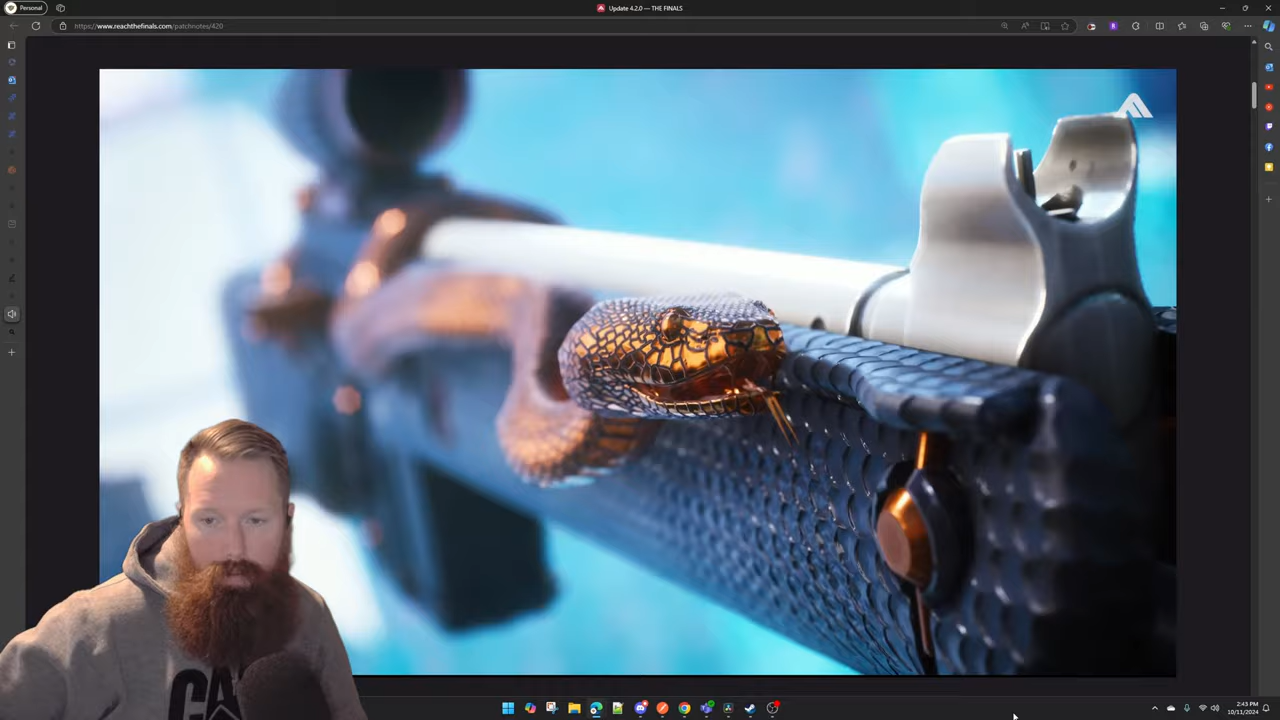 Personal
Update 4.2.0 — THE FINALS
https://www.reachthefinals.com/patchnotes/420
2:43 PM
10/11/2024